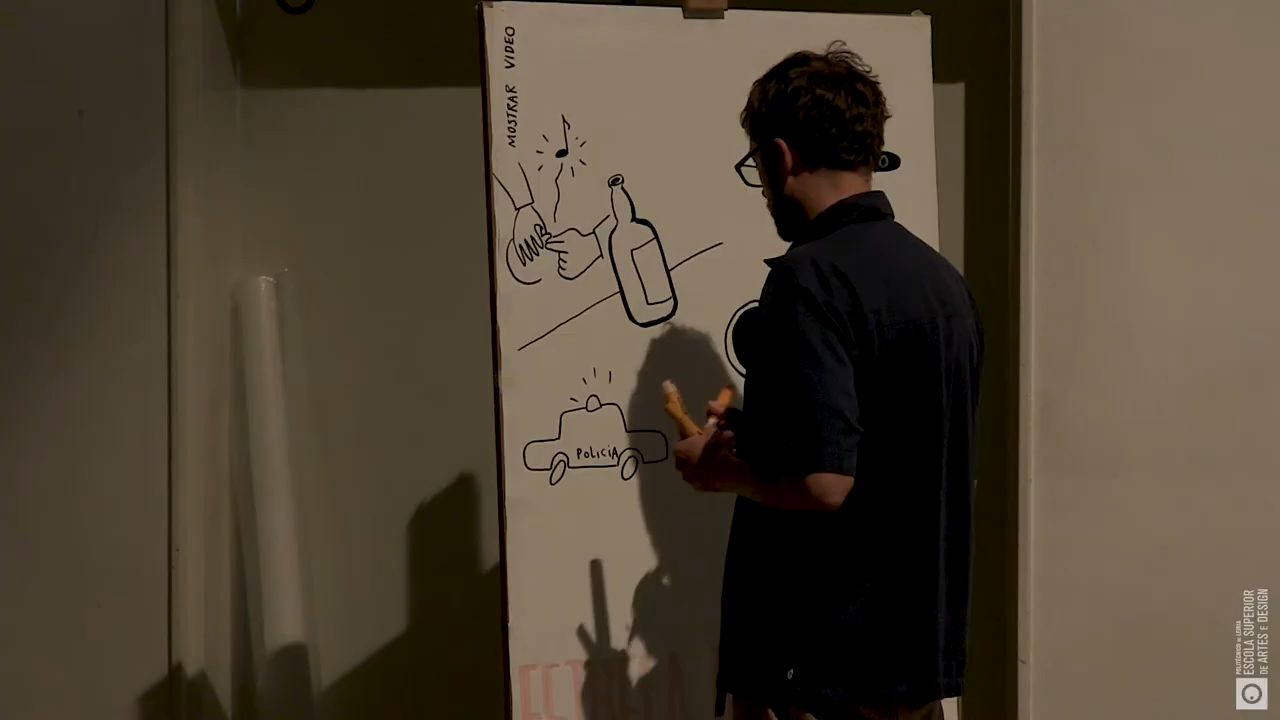 MOSTRAR VIDEO
POLICIA
POLITÉCNICO DE LEIRIA
ESCOLA SUPERIOR
DE ARTES E DESIGN